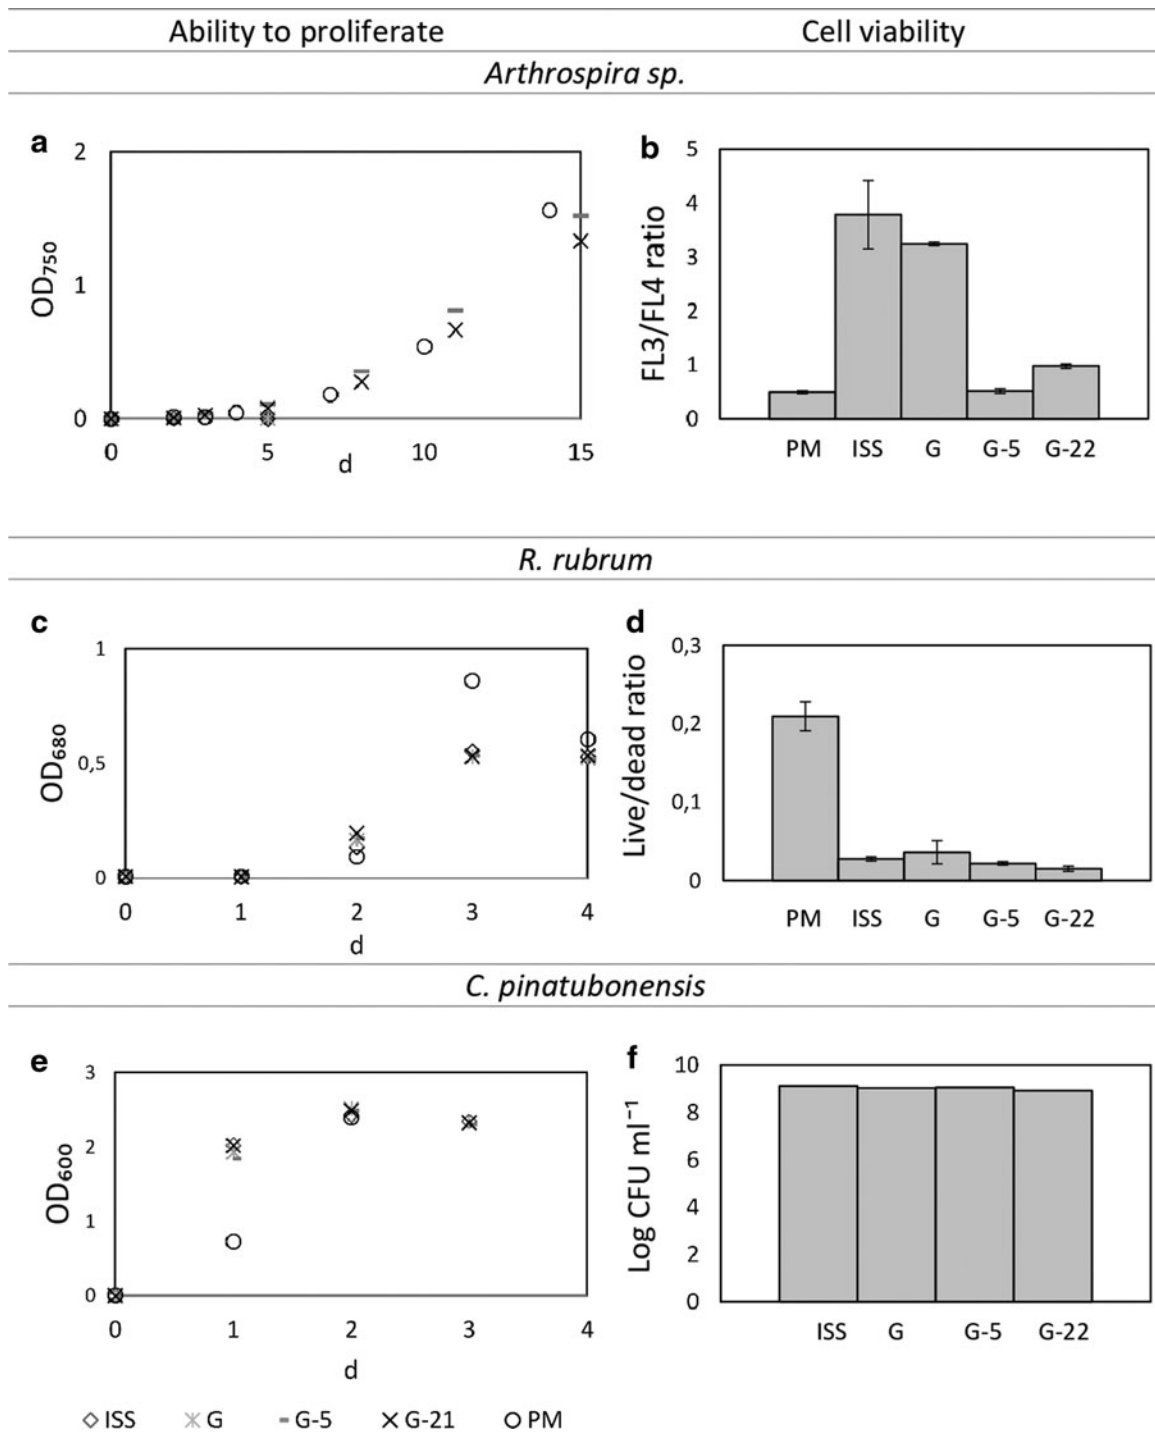 Ability to proliferate Cell viability
Arthrospira sp.
a
2
1
0
OD₇₅₀
0 5 10 15
d
b
5
4
3
2
1
0
FL3/FL4 ratio
PM ISS G G-5 G-22
R. rubrum
c
1
0,5
0
OD₆₈₀
0 1 2 3 4
d
d
0,3
0,2
0,1
0
Live/dead ratio
PM ISS G G-5 G-22
C. pinatubonensis
e
3
2
1
0
OD₆₀₀
0 1 2 3 4
d
f
10
8
6
4
2
0
Log CFU ml⁻¹
ISS G G-5 G-22
ISS G G-5 G-21 PM